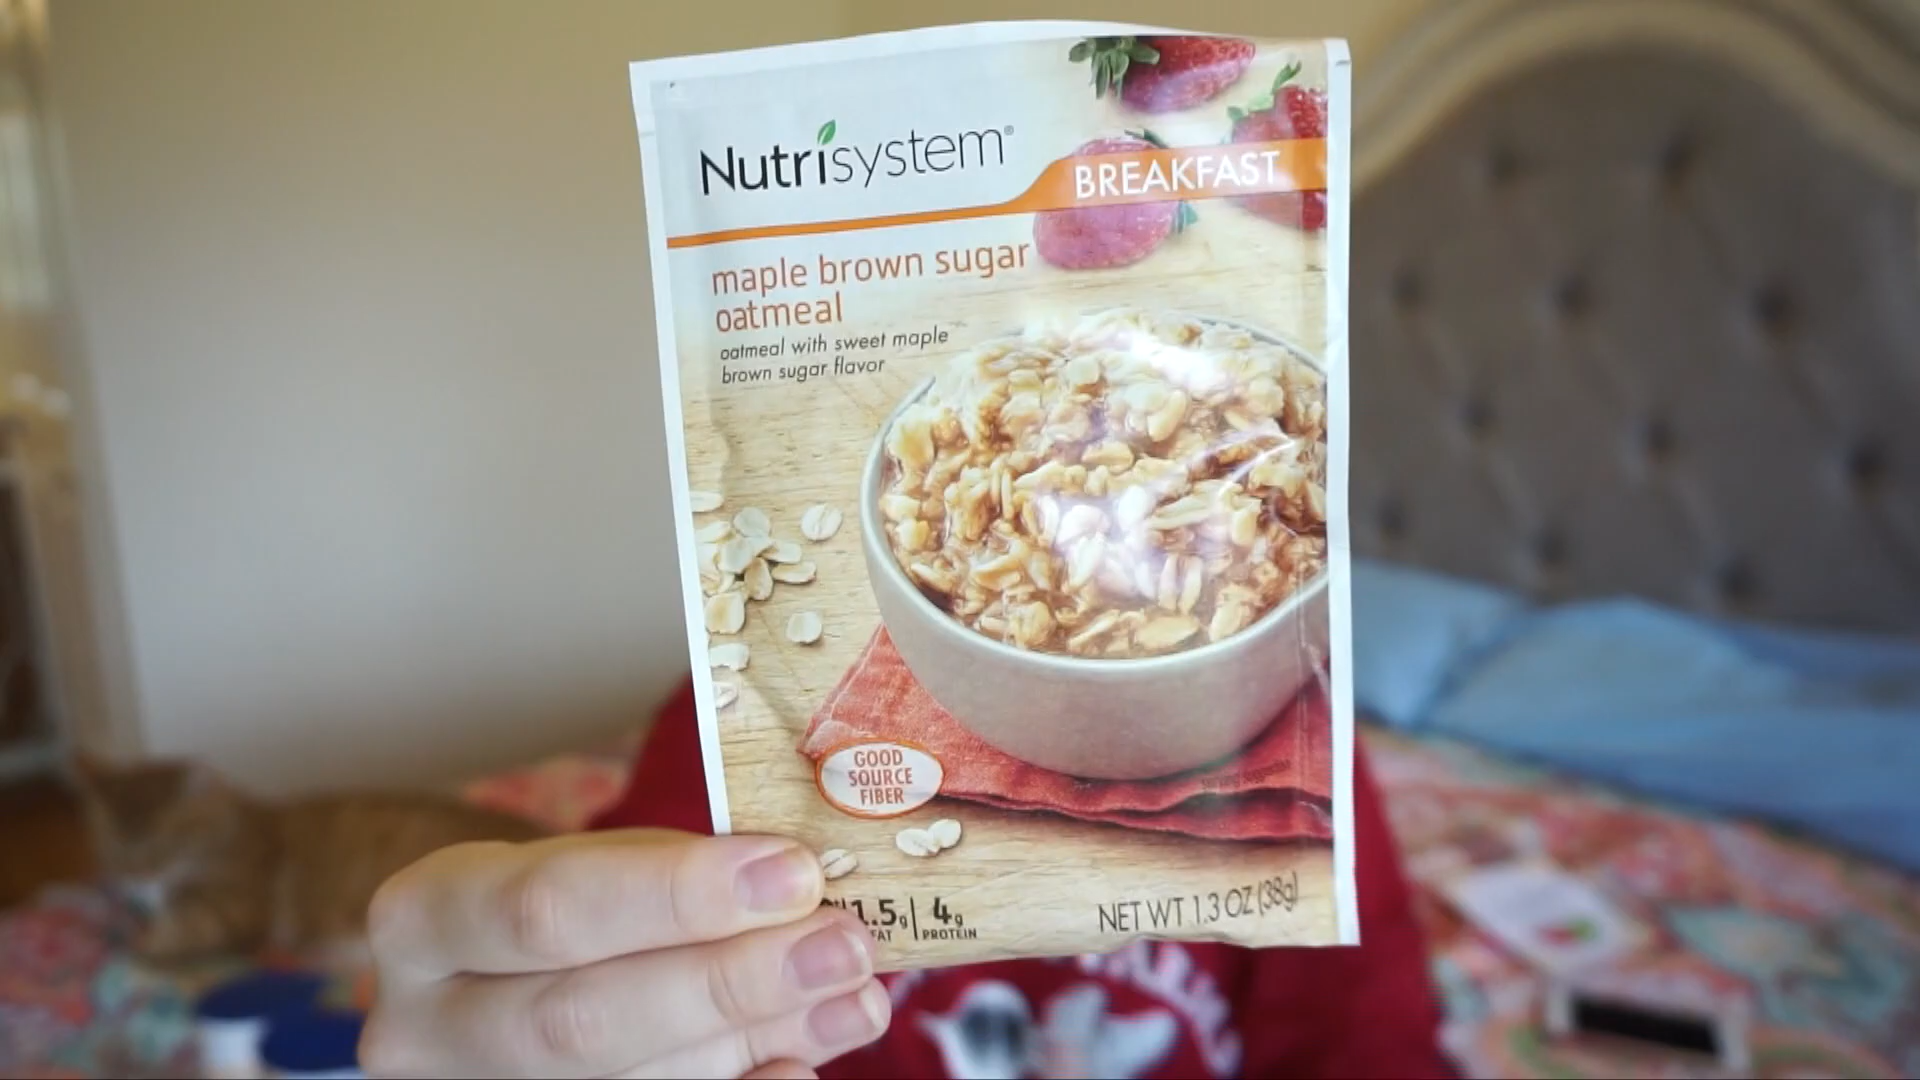 Nutrisystem®
BREAKFAST
maple brown sugar
oatmeal
oatmeal with sweet maple
brown sugar flavor
GOOD
SOURCE
FIBER
1.5g 4g
FAT PROTEIN
NET WT 1.3 OZ (38g)